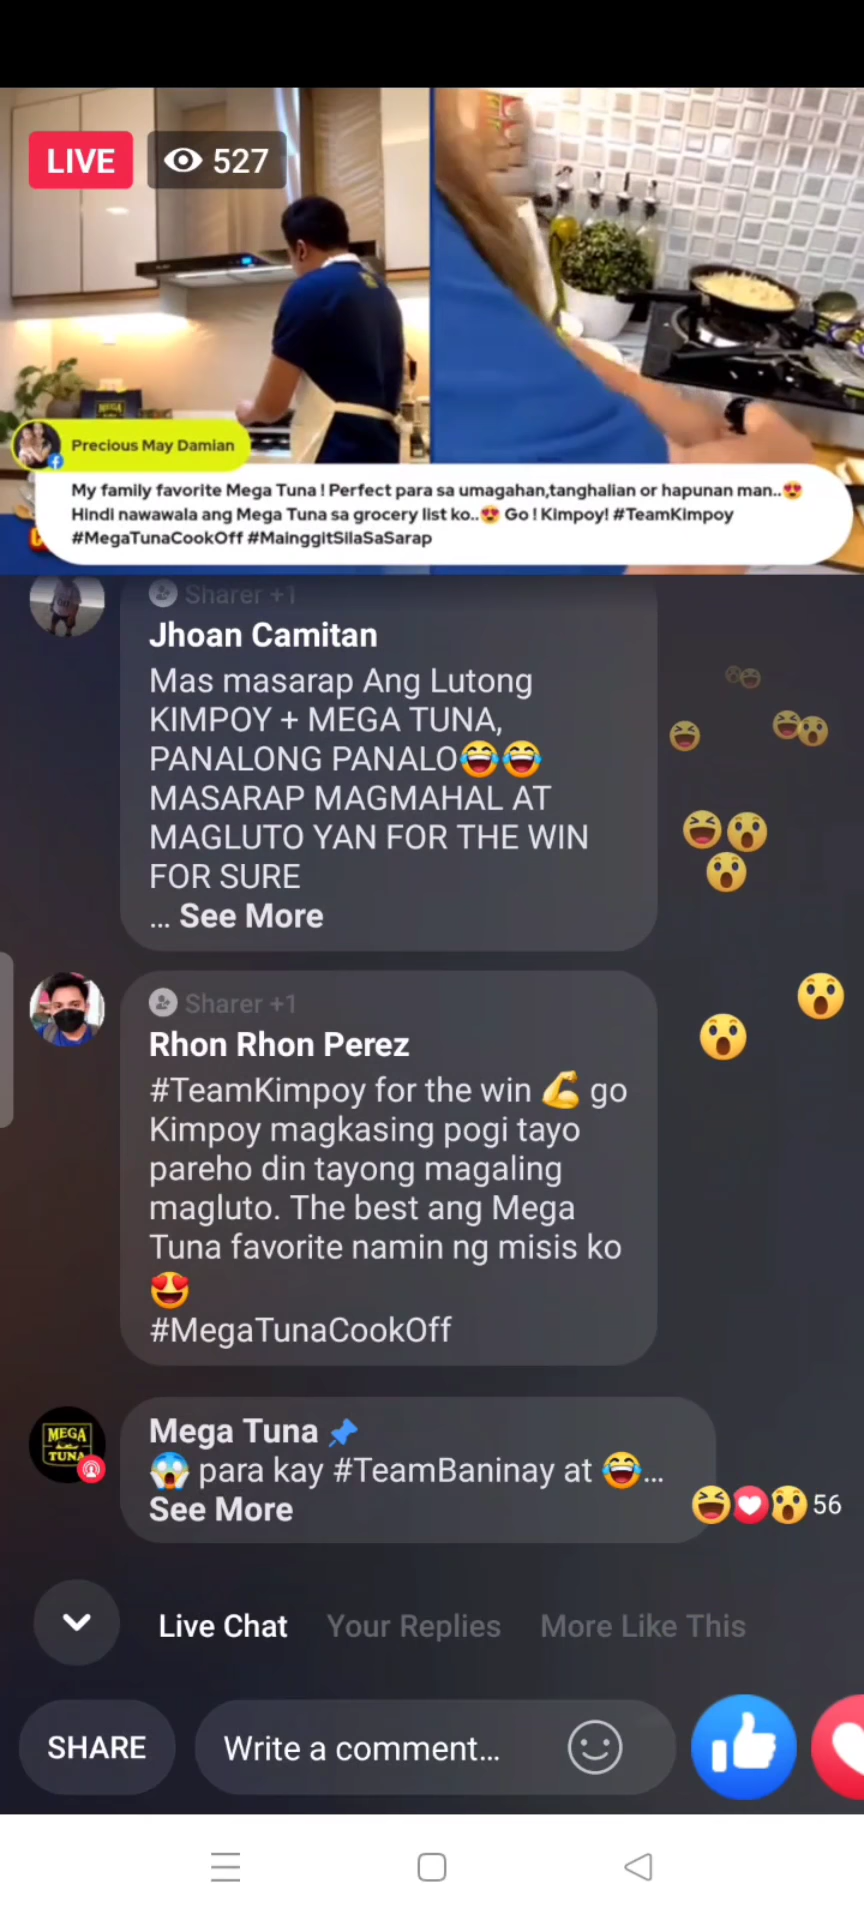 LIVE
527
MEGA
Precious May Damian
My family favorite Mega Tuna ! Perfect para sa umagahan,tanghalian or hapunan man..😍
Hindi nawawala ang Mega Tuna sa grocery list ko..😍 Go ! Kimpoy! #TeamKimpoy
#MegaTunaCookOff #MainggitSilaSaSarap
Sharer +1
Jhoan Camitan
Mas masarap Ang Lutong
KIMPOY + MEGA TUNA,
PANALONG PANALO😂😂
MASARAP MAGMAHAL AT
MAGLUTO YAN FOR THE WIN
FOR SURE
... See More
Sharer +1
Rhon Rhon Perez
#TeamKimpoy for the win 💪 go
Kimpoy magkasing pogi tayo
pareho din tayong magaling
magluto. The best ang Mega
Tuna favorite namin ng misis ko
😍
#MegaTunaCookOff
MEGA
TUNA
Mega Tuna 📌
😱 para kay #TeamBaninay at 😂...
See More
56
Live Chat Your Replies More Like This
SHARE
Write a comment...